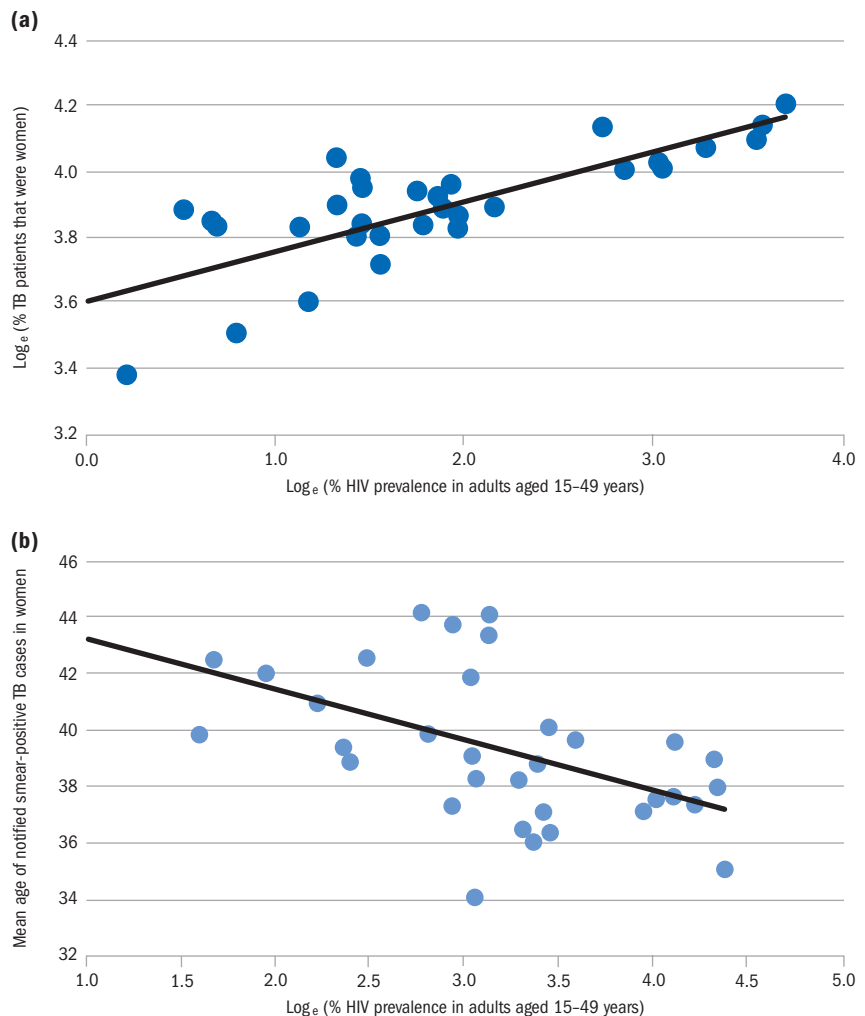 (a)
Log e (% TB patients that were women)
4.4
4.2
4.0
3.8
3.6
3.4
3.2
0.0 1.0 2.0 3.0 4.0
Log e (% HIV prevalence in adults aged 15–49 years)
(b)
Mean age of notified smear-positive TB cases in women
46
44
42
40
38
36
34
32
1.0 1.5 2.0 2.5 3.0 3.5 4.0 4.5 5.0
Log e (% HIV prevalence in adults aged 15–49 years)